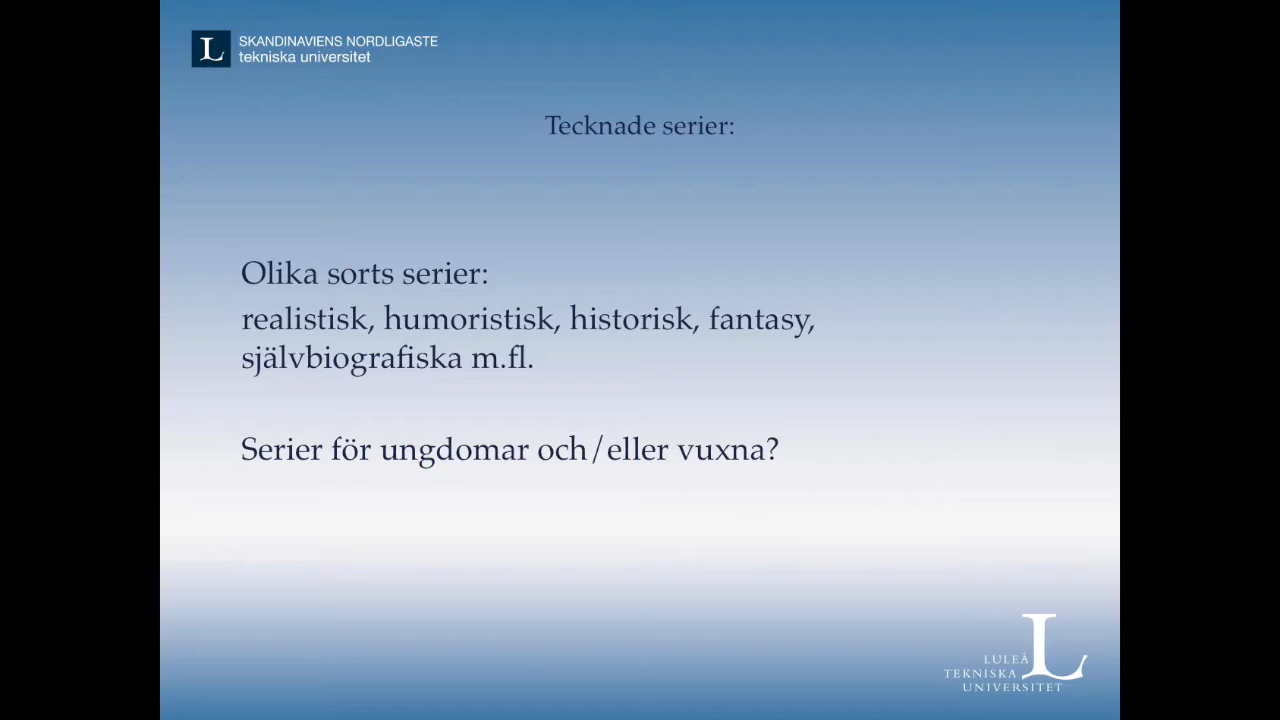 SKANDINAVIENS NORDLIGASTE
tekniska universitet
Tecknade serier:
Olika sorts serier:
realistisk, humoristisk, historisk, fantasy,
självbiografiska m.fl.
Serier för ungdomar och/eller vuxna?
LULEÅ
TEKNISKA
UNIVERSITET